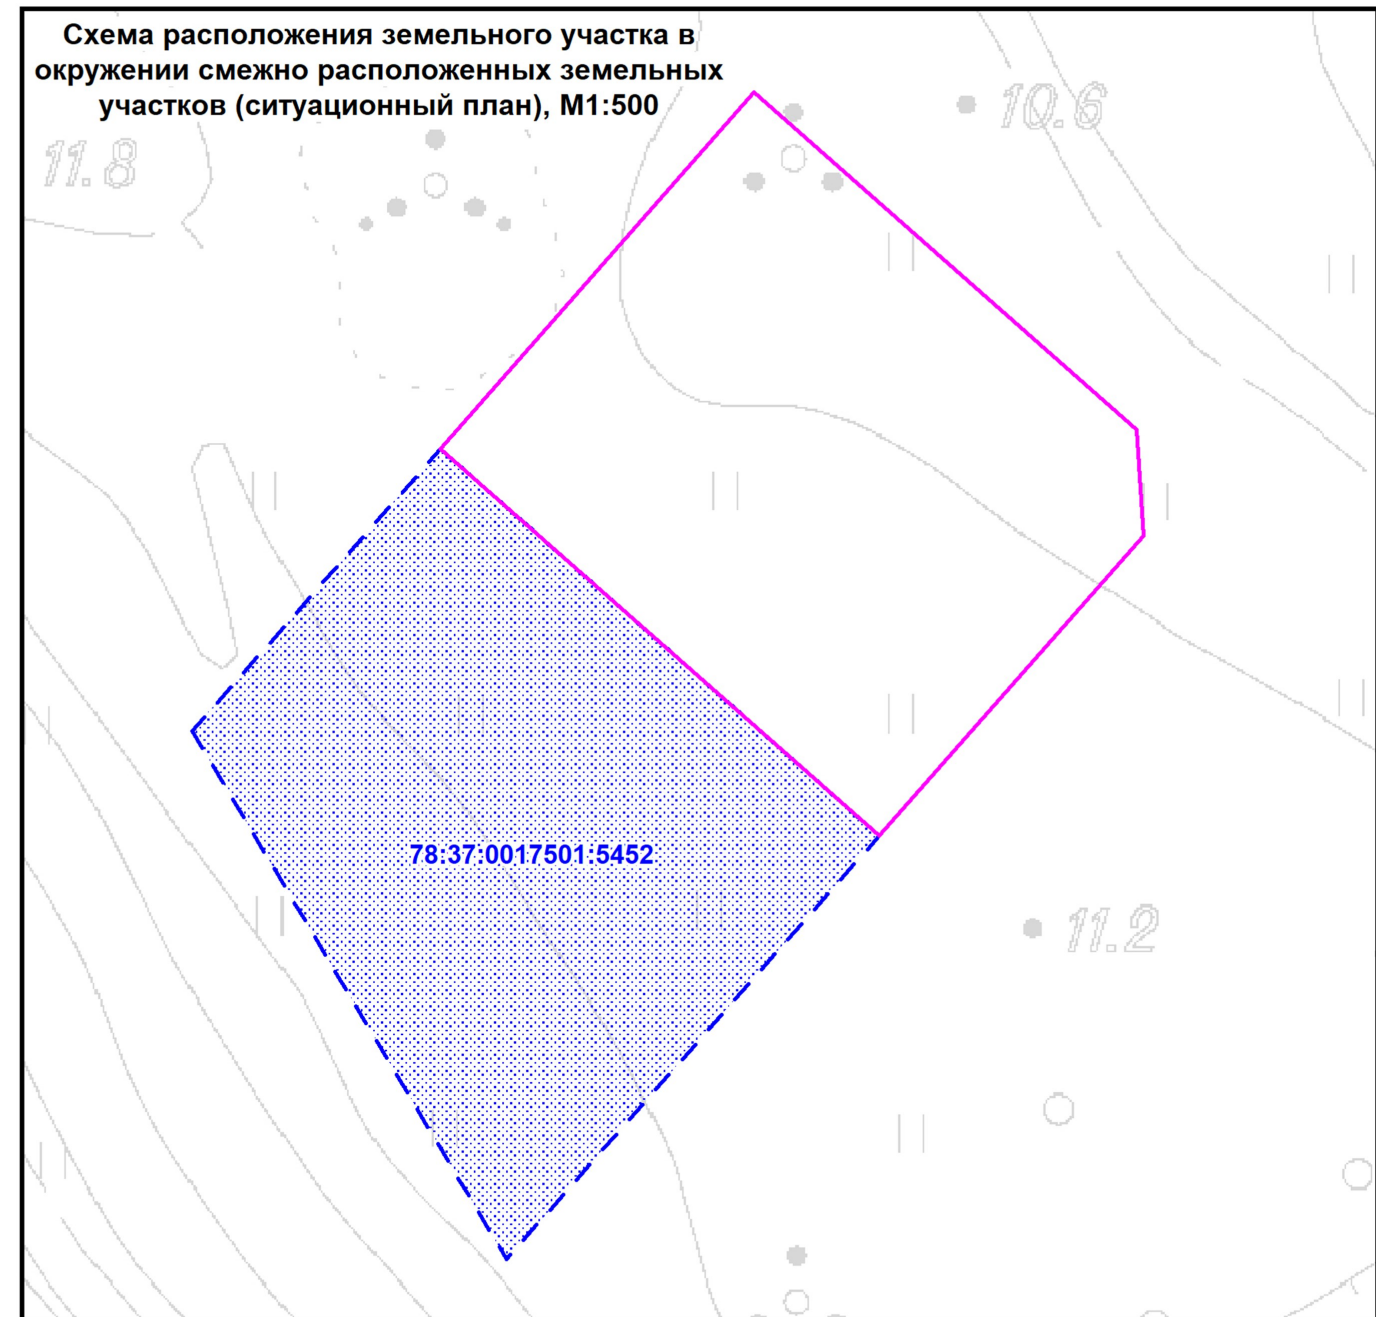 Схема расположения земельного участка в
окружении смежно расположенных земельных
участков (ситуационный план), М1:500
11.8
10.6
78:37:0017501:5452
11.2